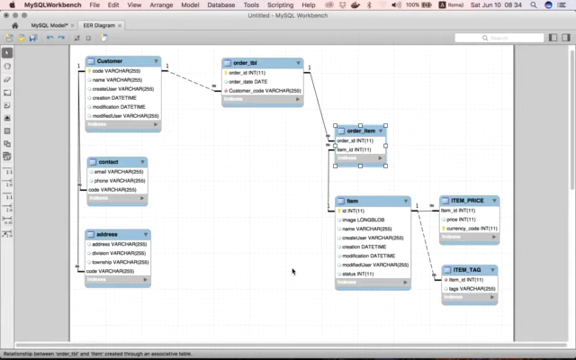 MySQLWorkbench File Edit View Arrange Model Database Tools Scripting Help 100% Sat Jun 10 08:34
Untitled - MySQL Workbench
MySQL Model* EER Diagram
Search
Customer
code VARCHAR(255)
name VARCHAR(255)
createUser VARCHAR(255)
creation DATETIME
modification DATETIME
modifiedUser VARCHAR(255)
Indexes
order_tbl
order_id INT(11)
order_date DATE
Customer_code VARCHAR(255)
Indexes
order_item
order_id INT(11)
item_id INT(11)
Indexes
contact
email VARCHAR(255)
phone VARCHAR(255)
code VARCHAR(255)
Indexes
address
address VARCHAR(255)
division VARCHAR(255)
township VARCHAR(255)
code VARCHAR(255)
Indexes
item
id INT(11)
image LONGBLOB
name VARCHAR(255)
createUser VARCHAR(255)
creation DATETIME
modification DATETIME
modifiedUser VARCHAR(255)
status INT(11)
Indexes
ITEM_PRICE
item_id INT(11)
price INT(11)
currency_code INT(11)
Indexes
ITEM_TAG
item_id INT(11)
tags VARCHAR(255)
Indexes
Relationship between 'order_tbl' and 'item' created through an associative table.